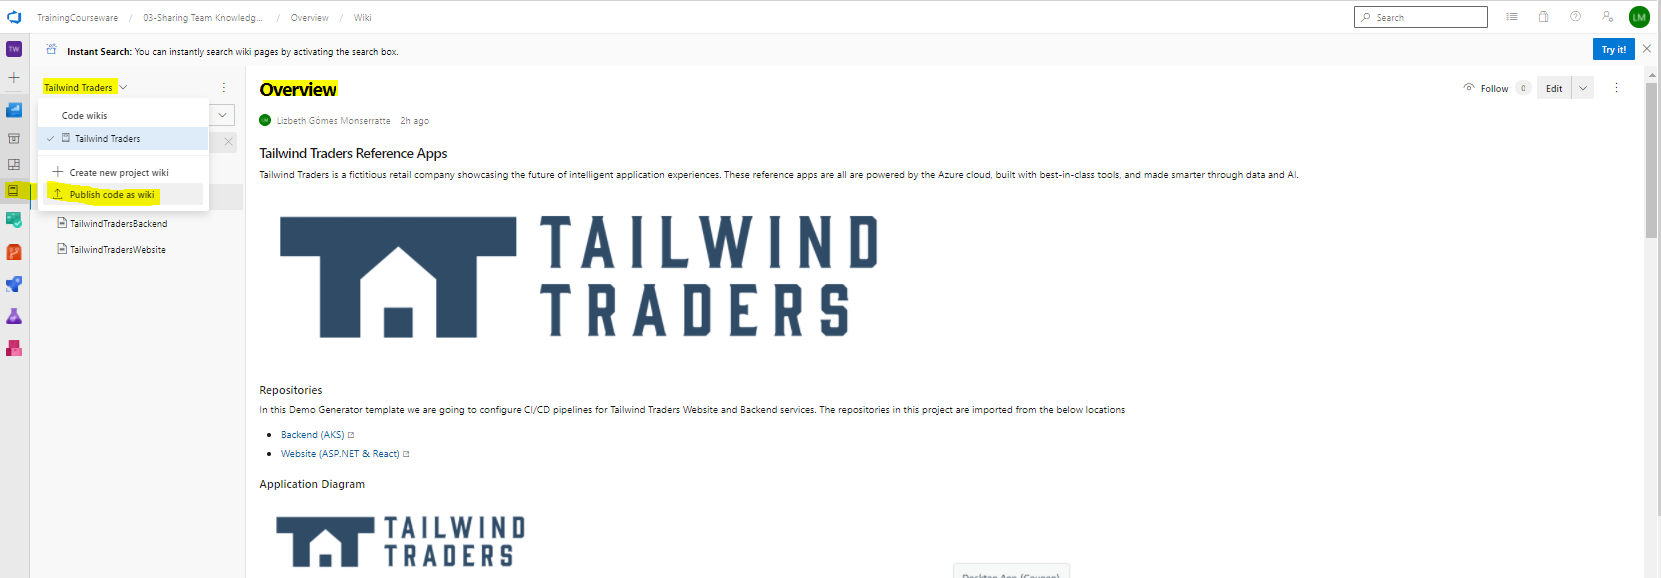 TrainingCourseware / 03-Sharing Team Knowledg... / Overview / Wiki
Search
LM
TW
Instant Search: You can instantly search wiki pages by activating the search box.
Try it!
Tailwind Traders
Code wikis
Tailwind Traders
Create new project wiki
Publish code as wiki
TailwindTradersBackend
TailwindTradersWebsite
Overview
Follow 0
Edit
Lizbeth Gómes Monserratte 2h ago
Tailwind Traders Reference Apps
Tailwind Traders is a fictitious retail company showcasing the future of intelligent application experiences. These reference apps are all are powered by the Azure cloud, built with best-in-class tools, and made smarter through data and AI.
TAILWIND
TRADERS
Repositories
In this Demo Generator template we are going to configure CI/CD pipelines for Tailwind Traders Website and Backend services. The repositories in this project are imported from the below locations
Backend (AKS)
Website (ASP.NET & React)
Application Diagram
TAILWIND
TRADERS
Desktop App (Coupon)